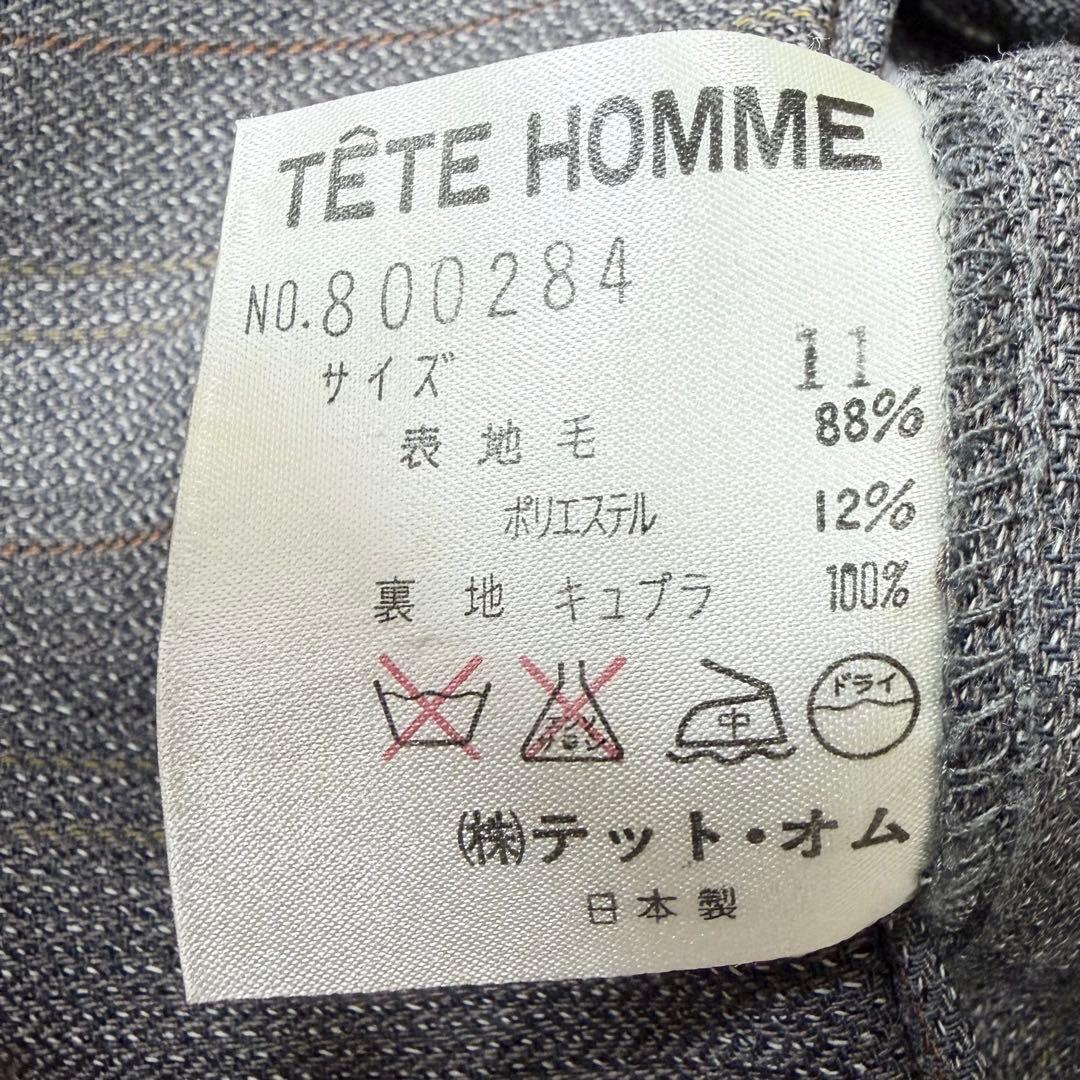 TÊTE HOMME
NO.800284
サイズ 11
表地毛 88%
ポリエステル 12%
裏地 キュプラ 100%
中 ドライ
㈱テット・オム
日本製